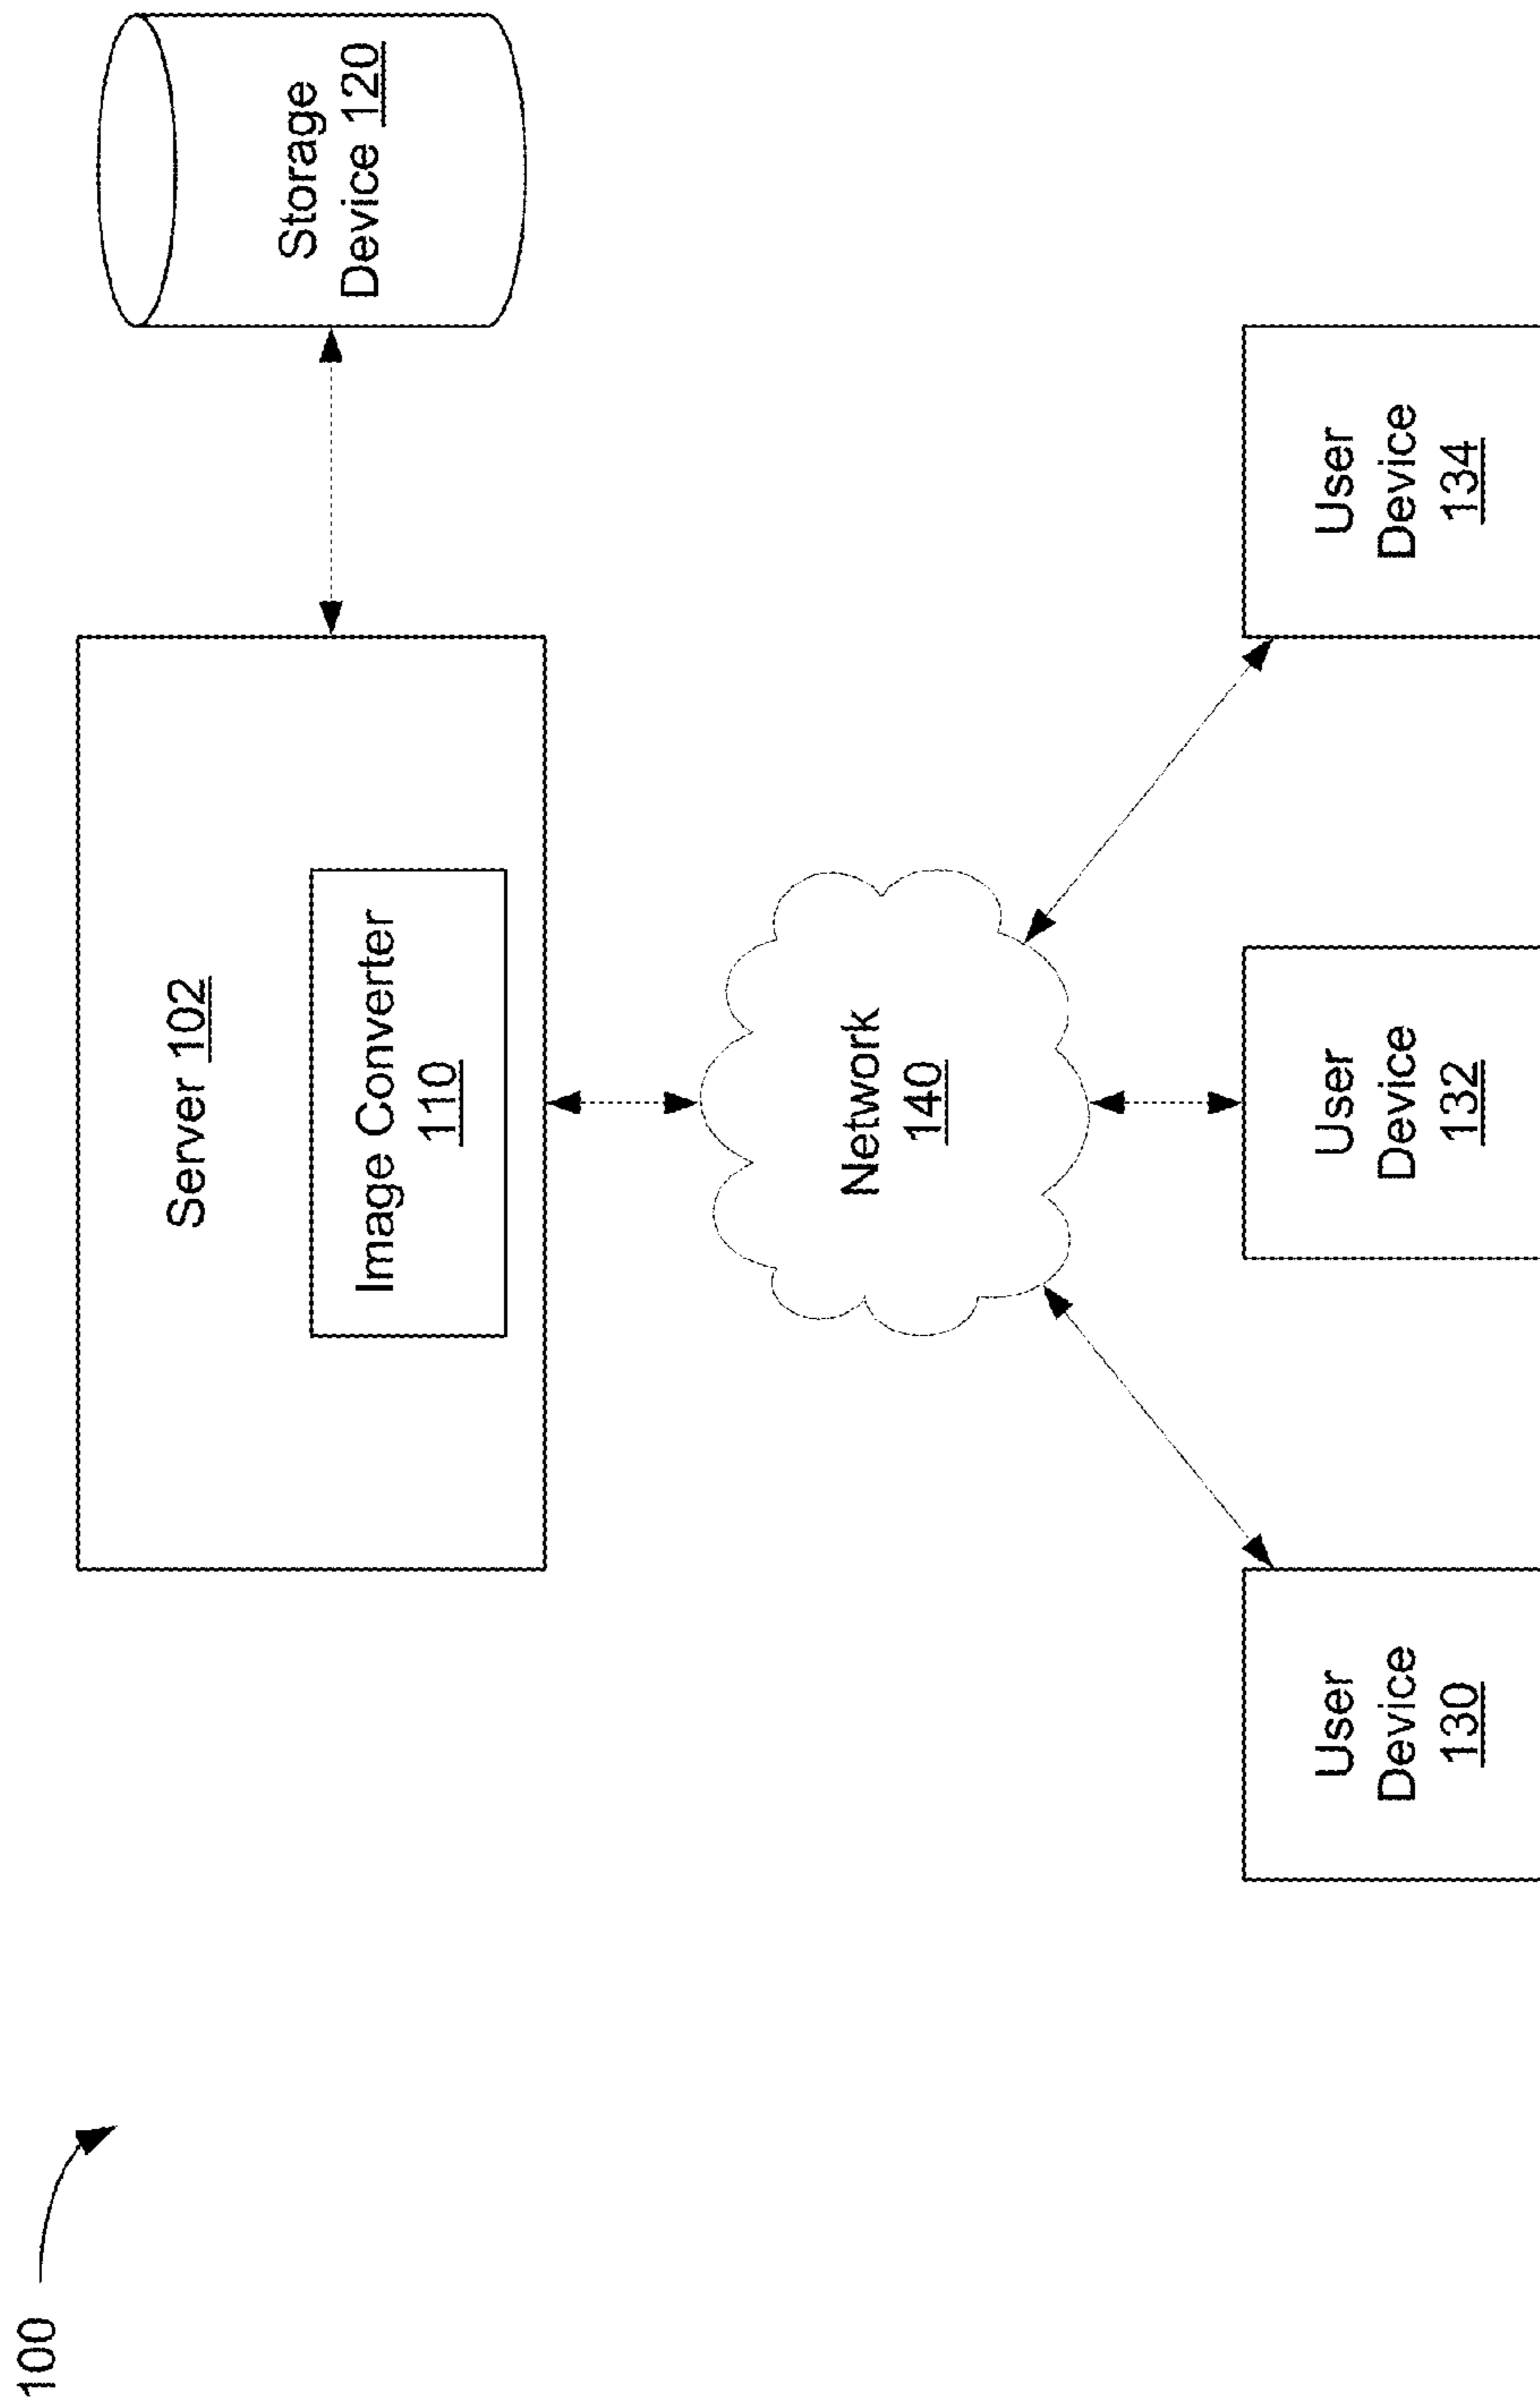 100
Server 102
Image Converter
110
Storage
Device 120
Network
140
User
Device
130
User
Device
132
User
Device
134